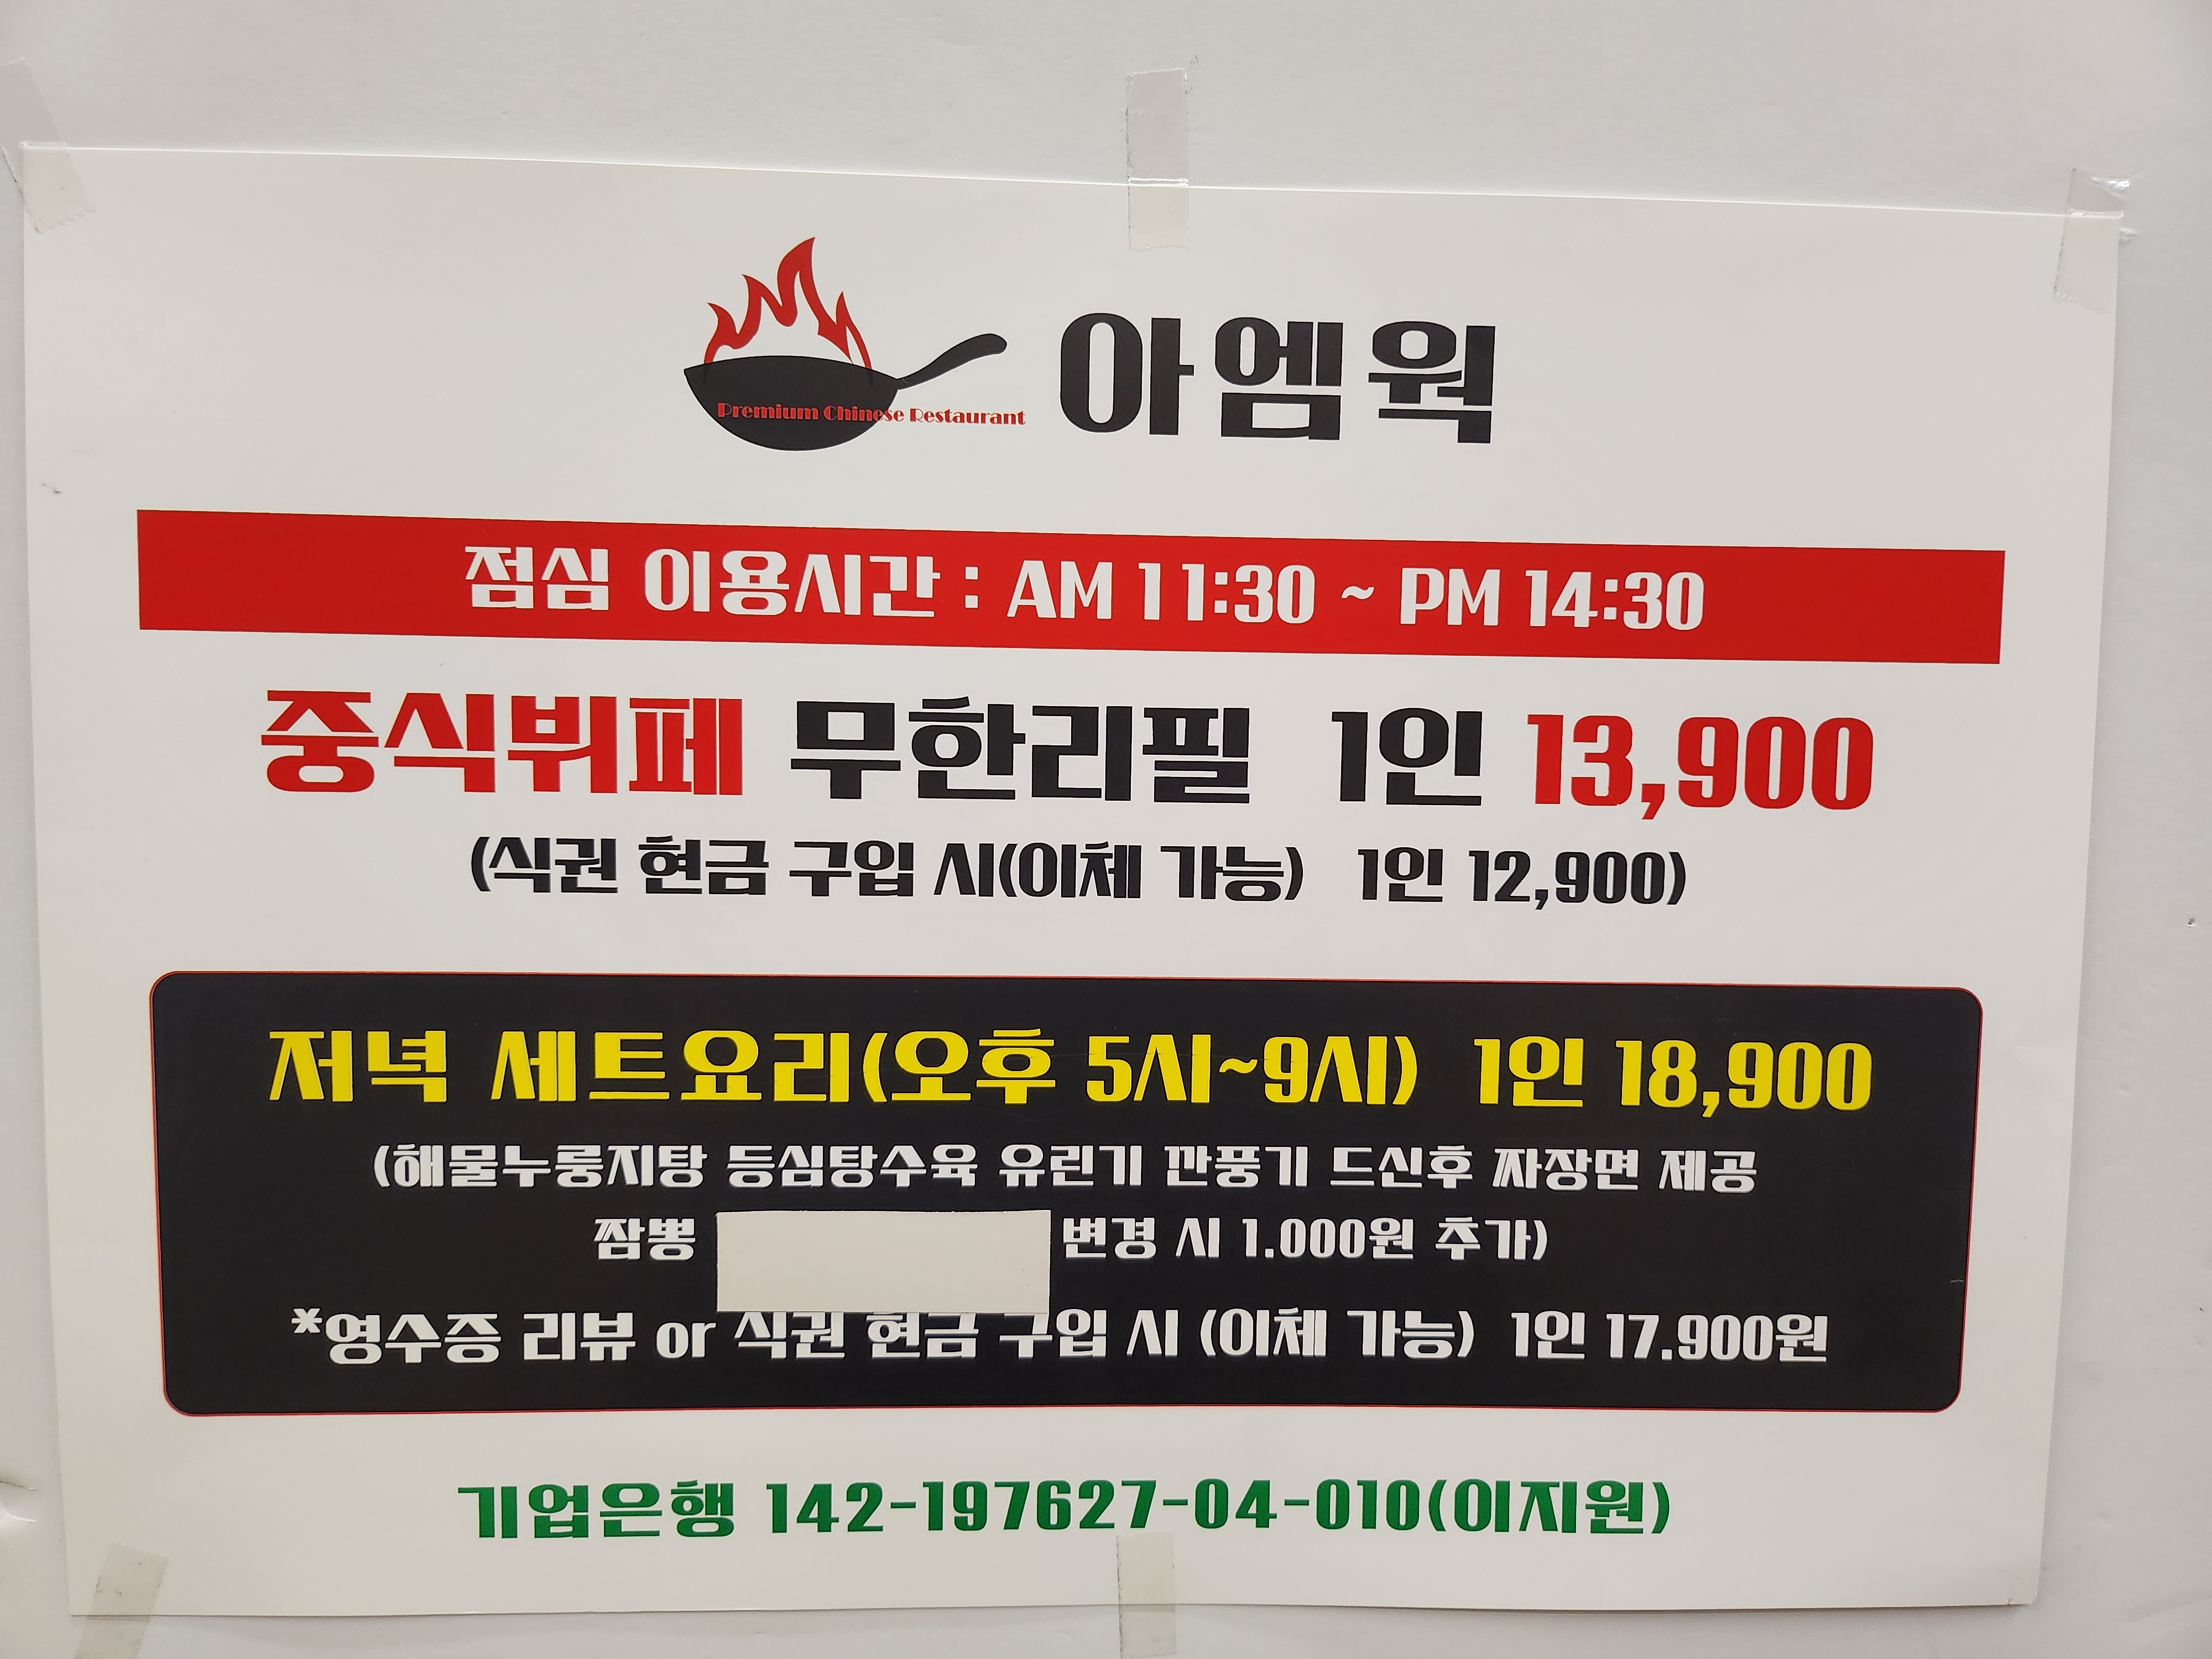 아엠웍
Premium Chinese Restaurant
점심 이용시간 : AM 11:30 ~ PM 14:30
중식뷔페 무한리필 1인 13,900
(식권 현금 구입 시(이체 가능) 1인 12,900)
저녁 세트요리(오후 5시~9시) 1인 18,900
(해물누룽지탕 등심탕수육 유린기 깐풍기 드신후 짜장면 제공
짬뽕 변경 시 1.000원 추가)
*영수증 리뷰 or 식권 현금 구입 시 (이체 가능) 1인 17.900원
기업은행 142-197627-04-010(이지원)